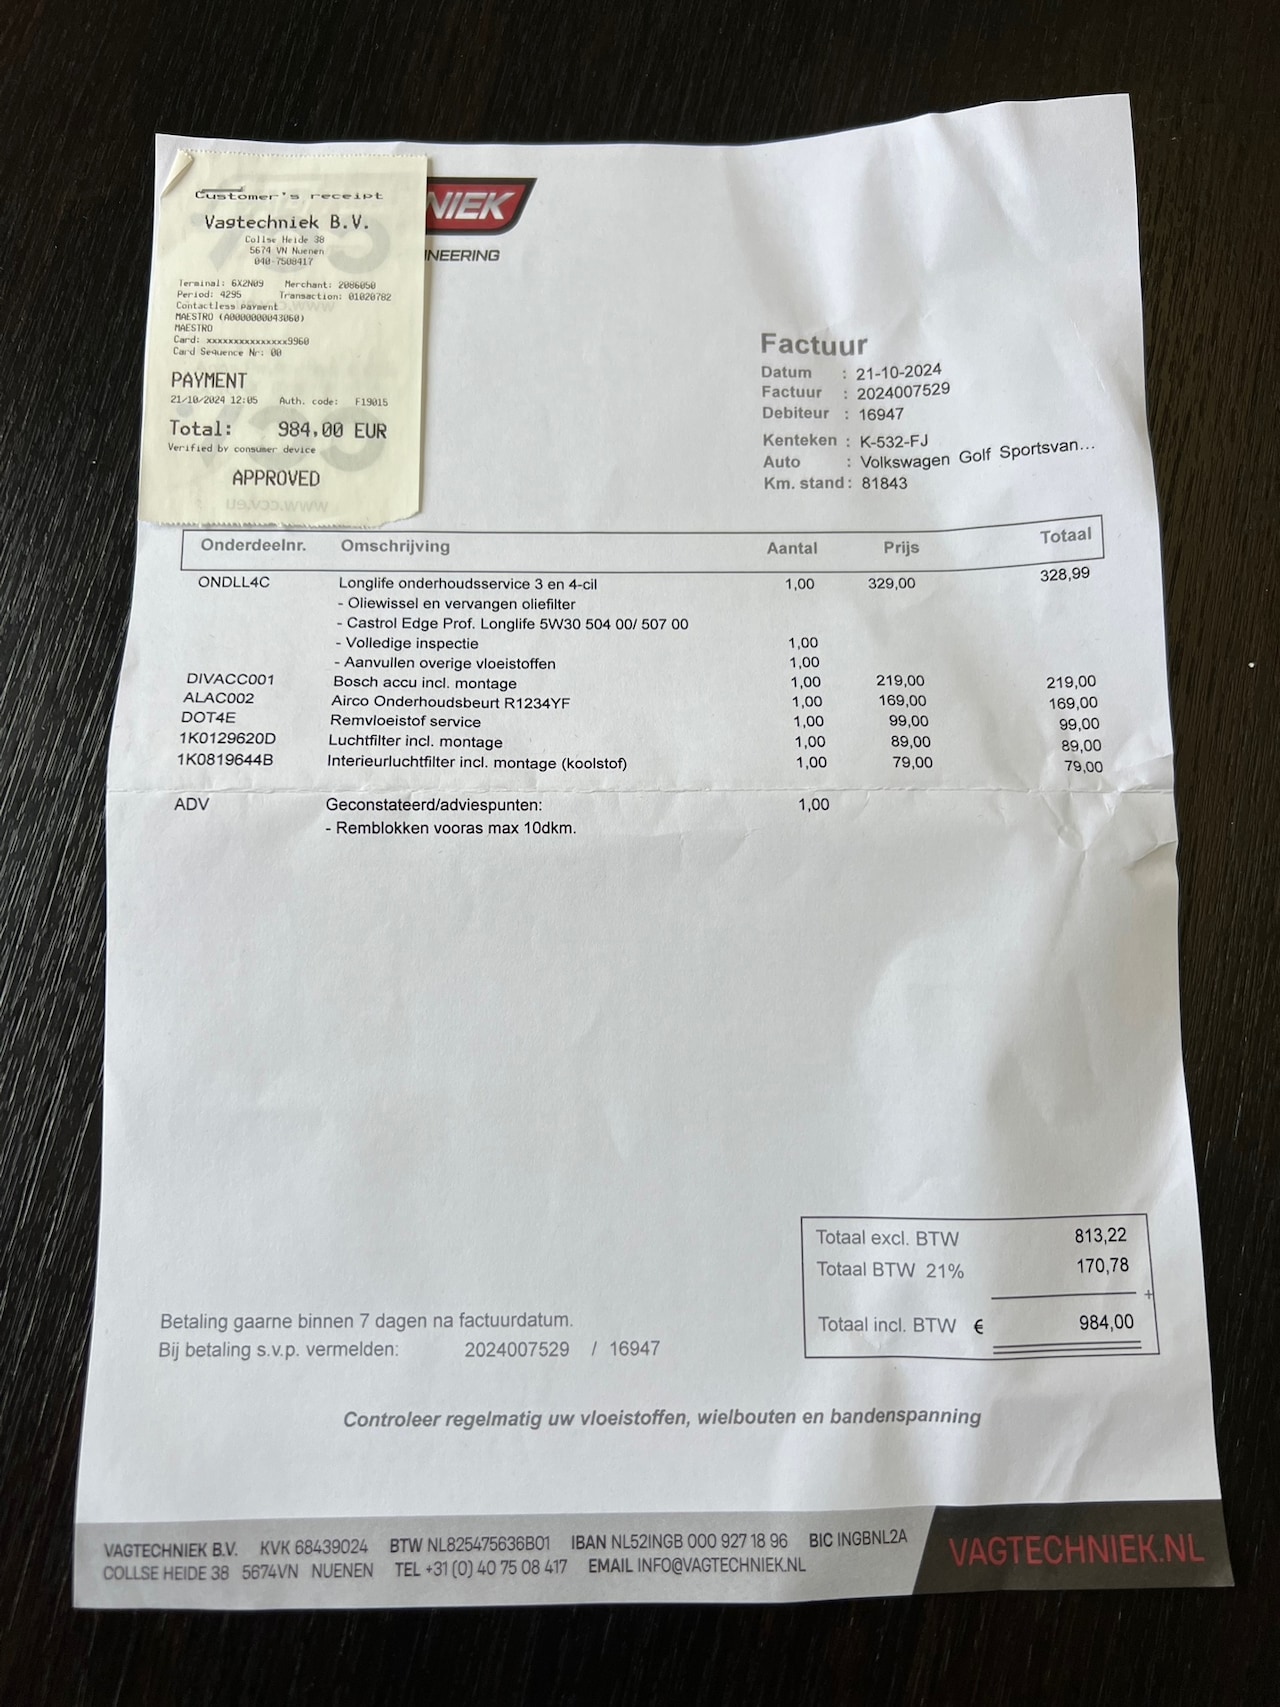 Customer's receipt
Vagtechniek B.V.
Collse Heide 38
5674 VN Nuenen
040-7508417
Terminal: 6X2N09 Merchant: 2086050
Period: 4295 Transaction: 01020782
Contactless payment
MAESTRO (A0000000043060)
MAESTRO
Card: xxxxxxxxxxxxxxx9960
Card Sequence Nr: 00
PAYMENT
21/10/2024 12:05 Auth. code: F19015
Total: 984,00 EUR
Verified by consumer device
APPROVED
NIEK
INEERING
Factuur
Datum : 21-10-2024
Factuur : 2024007529
Debiteur : 16947
Kenteken : K-532-FJ
Auto : Volkswagen Golf Sportsvan...
Km. stand : 81843
Onderdeelnr. Omschrijving Aantal Prijs Totaal
ONDLL4C Longlife onderhoudsservice 3 en 4-cil 1,00 329,00 328,99
- Oliewissel en vervangen oliefilter
- Castrol Edge Prof. Longlife 5W30 504 00/ 507 00
- Volledige inspectie 1,00
- Aanvullen overige vloeistoffen 1,00
DIVACC001 Bosch accu incl. montage 1,00 219,00 219,00
ALAC002 Airco Onderhoudsbeurt R1234YF 1,00 169,00 169,00
DOT4E Remvloeistof service 1,00 99,00 99,00
1K0129620D Luchtfilter incl. montage 1,00 89,00 89,00
1K0819644B Interieurluchtfilter incl. montage (koolstof) 1,00 79,00 79,00
ADV Geconstateerd/adviespunten: 1,00
- Remblokken vooras max 10dkm.
Totaal excl. BTW 813,22
Totaal BTW 21% 170,78
+
Totaal incl. BTW € 984,00
Betaling gaarne binnen 7 dagen na factuurdatum.
Bij betaling s.v.p. vermelden: 2024007529 / 16947
Controleer regelmatig uw vloeistoffen, wielbouten en bandenspanning
VAGTECHNIEK B.V. KVK 68439024 BTW NL825475636B01 IBAN NL52INGB 000 927 18 96 BIC INGBNL2A
COLLSE HEIDE 38 5674VN NUENEN TEL +31 (0) 40 75 08 417 EMAIL INFO@VAGTECHNIEK.NL
VAGTECHNIEK.NL